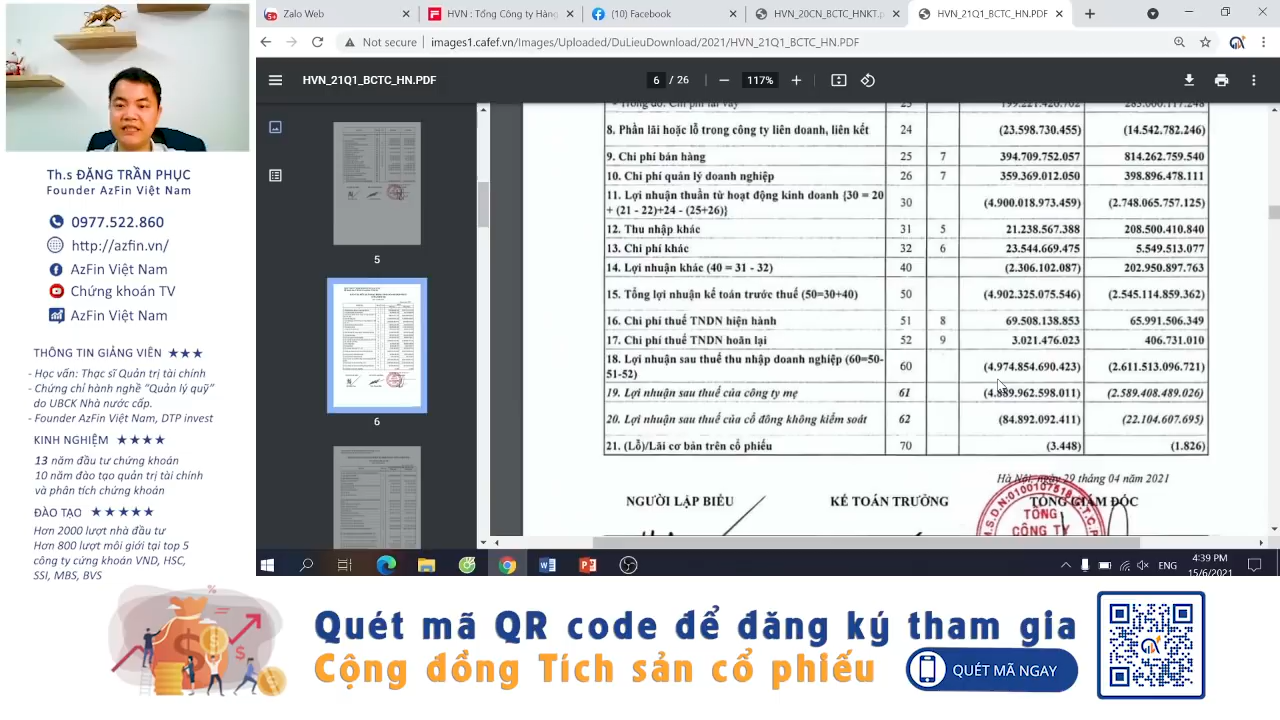 Th.s ĐẶNG TRẦN PHỤC
Founder AzFin Việt Nam
0977.522.860
http://azfin.vn/
AzFin Việt Nam
Chứng khoán TV
AzFin Việt Nam
THÔNG TIN GIẢNG VIÊN ★★★
- Học vấn: Thạc sĩ Quản trị tài chính
- Chứng chỉ hành nghề "Quản lý quỹ"
do UBCK Nhà nước cấp.
- Founder AzFin Việt Nam, DTP invest
KINH NGHIỆM ★★★★
13 năm đầu tư chứng khoán
10 năm đào tạo quản trị tài chính
và phân tích chứng khoán
ĐÀO TẠO ★★★★★
Hơn 2000 lượt nhà đầu tư
Hơn 800 lượt môi giới tại top 5
công ty cứng khoán VND, HSC,
SSI, MBS, BVS
Zalo Web
HVN : Tổng Công ty Hàng
(10) Facebook
HVN_21Q1_BCTC_HNKT.p
HVN_21Q1_BCTC_HN.PDF
Not secure | images1.cafef.vn/Images/Uploaded/DuLieuDownload/2021/HVN_21Q1_BCTC_HN.PDF
HVN_21Q1_BCTC_HN.PDF
6 / 26
117%
5
6
- Trong đó: Chi phí lãi vay 23 199.221.426.702
8. Phần lãi hoặc lỗ trong công ty liên doanh, liên kết 24 (23.598.730.455) (14.542.782.246)
9. Chi phí bán hàng 25 7 394.709.752.057 814.262.759.540
10. Chi phí quản lý doanh nghiệp 26 7 359.369.012.050 398.896.478.111
11. Lợi nhuận thuần từ hoạt động kinh doanh {30 = 20
+ (21 - 22)+24 - (25+26)} 30 (4.900.018.973.459) (2.748.065.757.125)
12. Thu nhập khác 31 5 21.238.567.388 208.500.410.840
13. Chi phí khác 32 6 23.544.669.475 5.549.513.077
14. Lợi nhuận khác (40 = 31 - 32) 40 (2.306.102.087) 202.950.897.763
15. Tổng lợi nhuận kế toán trước thuế (50=30+40) 50 (4.902.325.075.546) (2.545.114.859.362)
16. Chi phí thuế TNDN hiện hành 51 8 69.508.138.853 65.991.506.349
17. Chi phí thuế TNDN hoãn lại 52 9 3.021.476.023 406.731.010
18. Lợi nhuận sau thuế thu nhập doanh nghiệp (60=50-
51-52) 60 (4.974.854.690.423) (2.611.513.096.721)
19. Lợi nhuận sau thuế của công ty mẹ 61 (4.889.962.598.011) (2.589.408.489.026)
20. Lợi nhuận sau thuế của cổ đông không kiểm soát 62 (84.892.092.411) (22.104.607.695)
21. (Lỗ)/Lãi cơ bản trên cổ phiếu 70 (3.448) (1.826)
Hà Nội, ngày 29 tháng 04 năm 2021
NGƯỜI LẬP BIỂU
KẾ TOÁN TRƯỞNG
TỔNG GIÁM ĐỐC
TỔNG
CÔNG TY
ENG
4:39 PM
15/6/2021
Quét mã QR code để đăng ký tham gia
Cộng đồng Tích sản cổ phiếu
QUÉT MÃ NGAY